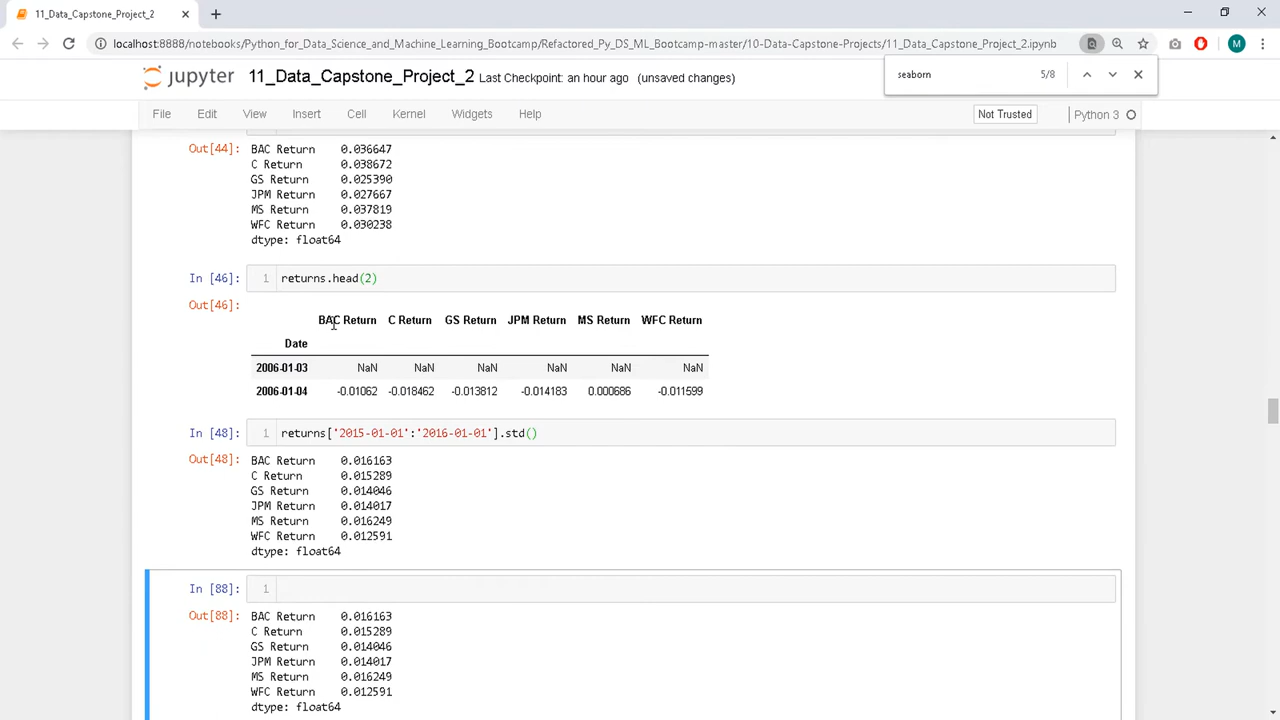 11_Data_Capstone_Project_2
localhost:8888/notebooks/Python_for_Data_Science_and_Machine_Learning_Bootcamp/Refactored_Py_DS_ML_Bootcamp-master/10-Data-Capstone-Projects/11_Data_Capstone_Project_2.ipynb
M
seaborn 5/8
jupyter 11_Data_Capstone_Project_2 Last Checkpoint: an hour ago (unsaved changes)
File Edit View Insert Cell Kernel Widgets Help Not Trusted Python 3
Out[44]: BAC Return 0.036647
C Return 0.038672
GS Return 0.025390
JPM Return 0.027667
MS Return 0.037819
WFC Return 0.030238
dtype: float64
In [46]: 1 returns.head(2)
Out[46]:
BAC Return C Return GS Return JPM Return MS Return WFC Return
Date
2006-01-03 NaN NaN NaN NaN NaN NaN
2006-01-04 -0.01062 -0.018462 -0.013812 -0.014183 0.000686 -0.011599
In [48]: 1 returns['2015-01-01':'2016-01-01'].std()
Out[48]: BAC Return 0.016163
C Return 0.015289
GS Return 0.014046
JPM Return 0.014017
MS Return 0.016249
WFC Return 0.012591
dtype: float64
In [88]: 1
Out[88]: BAC Return 0.016163
C Return 0.015289
GS Return 0.014046
JPM Return 0.014017
MS Return 0.016249
WFC Return 0.012591
dtype: float64